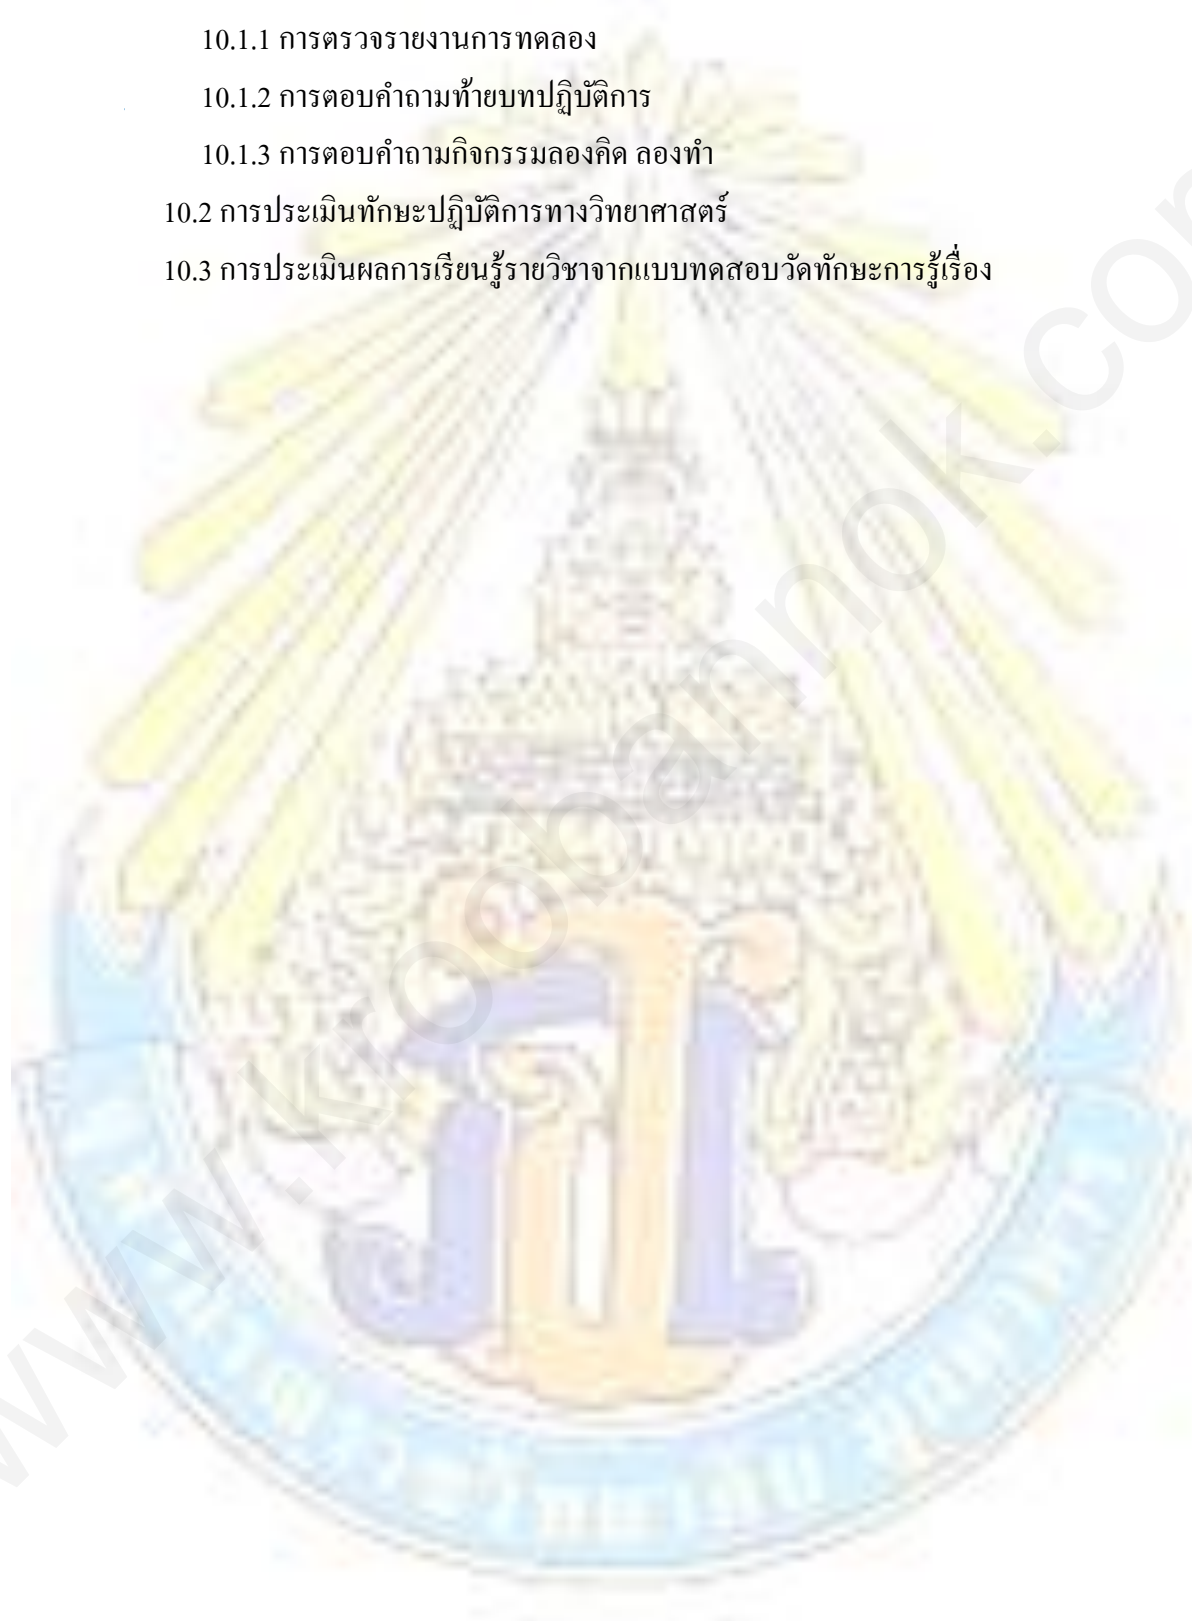 10.1.1 การตรวจรายงานการทดลอง
10.1.2 การตอบคำถามท้ายบทปฏิบัติการ
10.1.3 การตอบคำถามกิจกรรมลองคิด ลองทำ
10.2 การประเมินทักษะปฏิบัติการทางวิทยาศาสตร์
10.3 การประเมินผลการเรียนรู้รายวิชาจากแบบทดสอบวัดทักษะการรู้เรื่อง
www.kroobannok.com